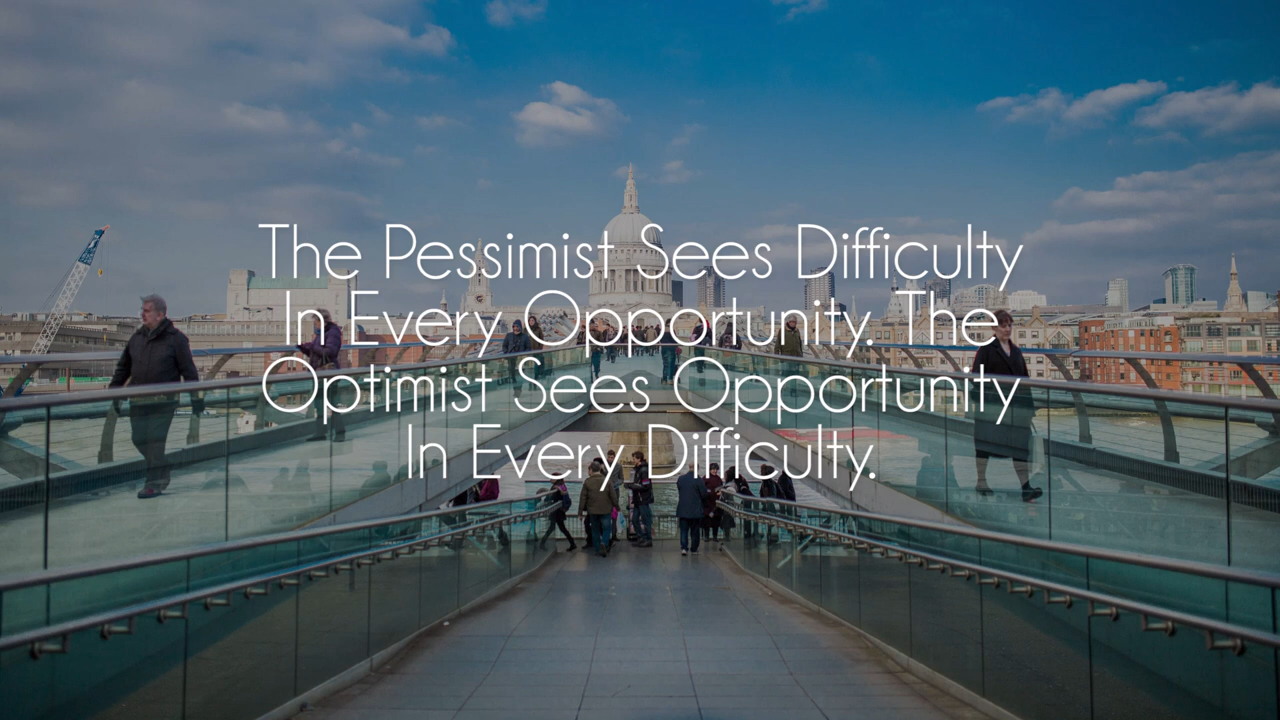 The Pessimist Sees Difficulty
In Every Opportunity. The
Optimist Sees Opportunity
In Every Difficulty.